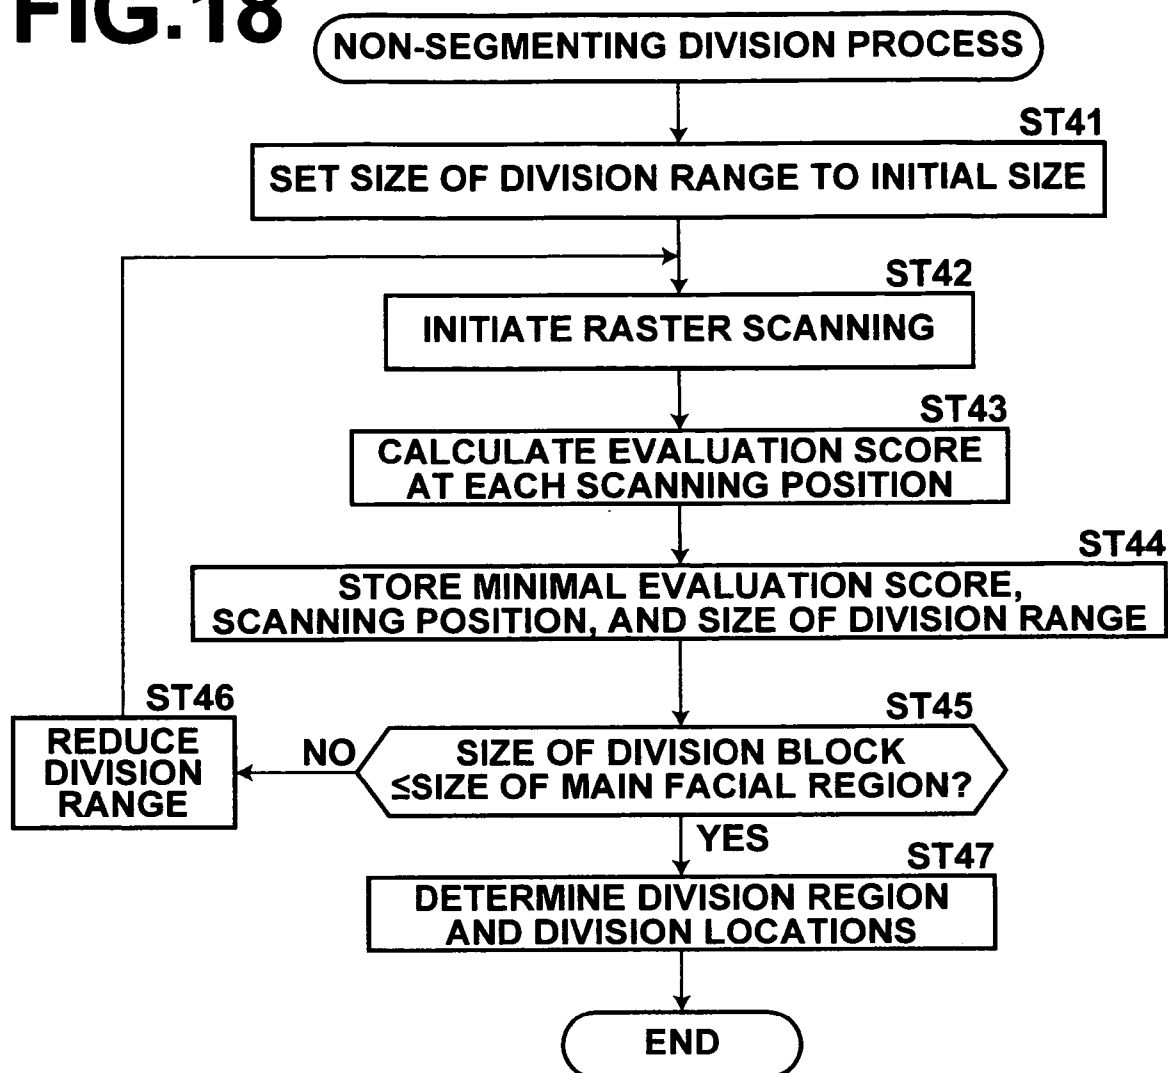 FIG.18
NON-SEGMENTING DIVISION PROCESS
ST41
SET SIZE OF DIVISION RANGE TO INITIAL SIZE
ST42
INITIATE RASTER SCANNING
ST43
CALCULATE EVALUATION SCORE
AT EACH SCANNING POSITION
ST44
STORE MINIMAL EVALUATION SCORE,
SCANNING POSITION, AND SIZE OF DIVISION RANGE
ST45
SIZE OF DIVISION BLOCK
≤SIZE OF MAIN FACIAL REGION?
NO
ST46
REDUCE
DIVISION
RANGE
YES
ST47
DETERMINE DIVISION REGION
AND DIVISION LOCATIONS
END